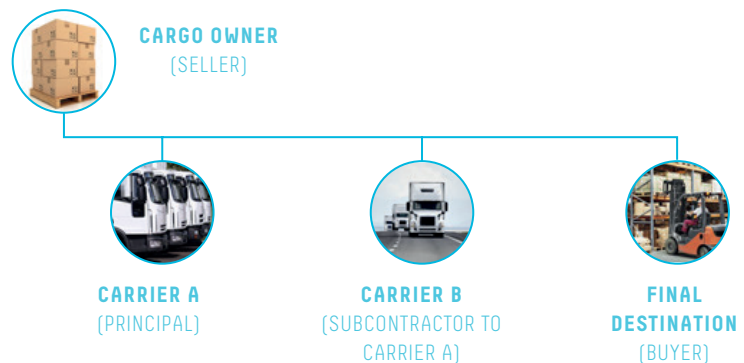 CARGO OWNER
(SELLER)
CARRIER A
(PRINCIPAL)
CARRIER B
(SUBCONTRACTOR TO
CARRIER A)
FINAL
DESTINATION
(BUYER)